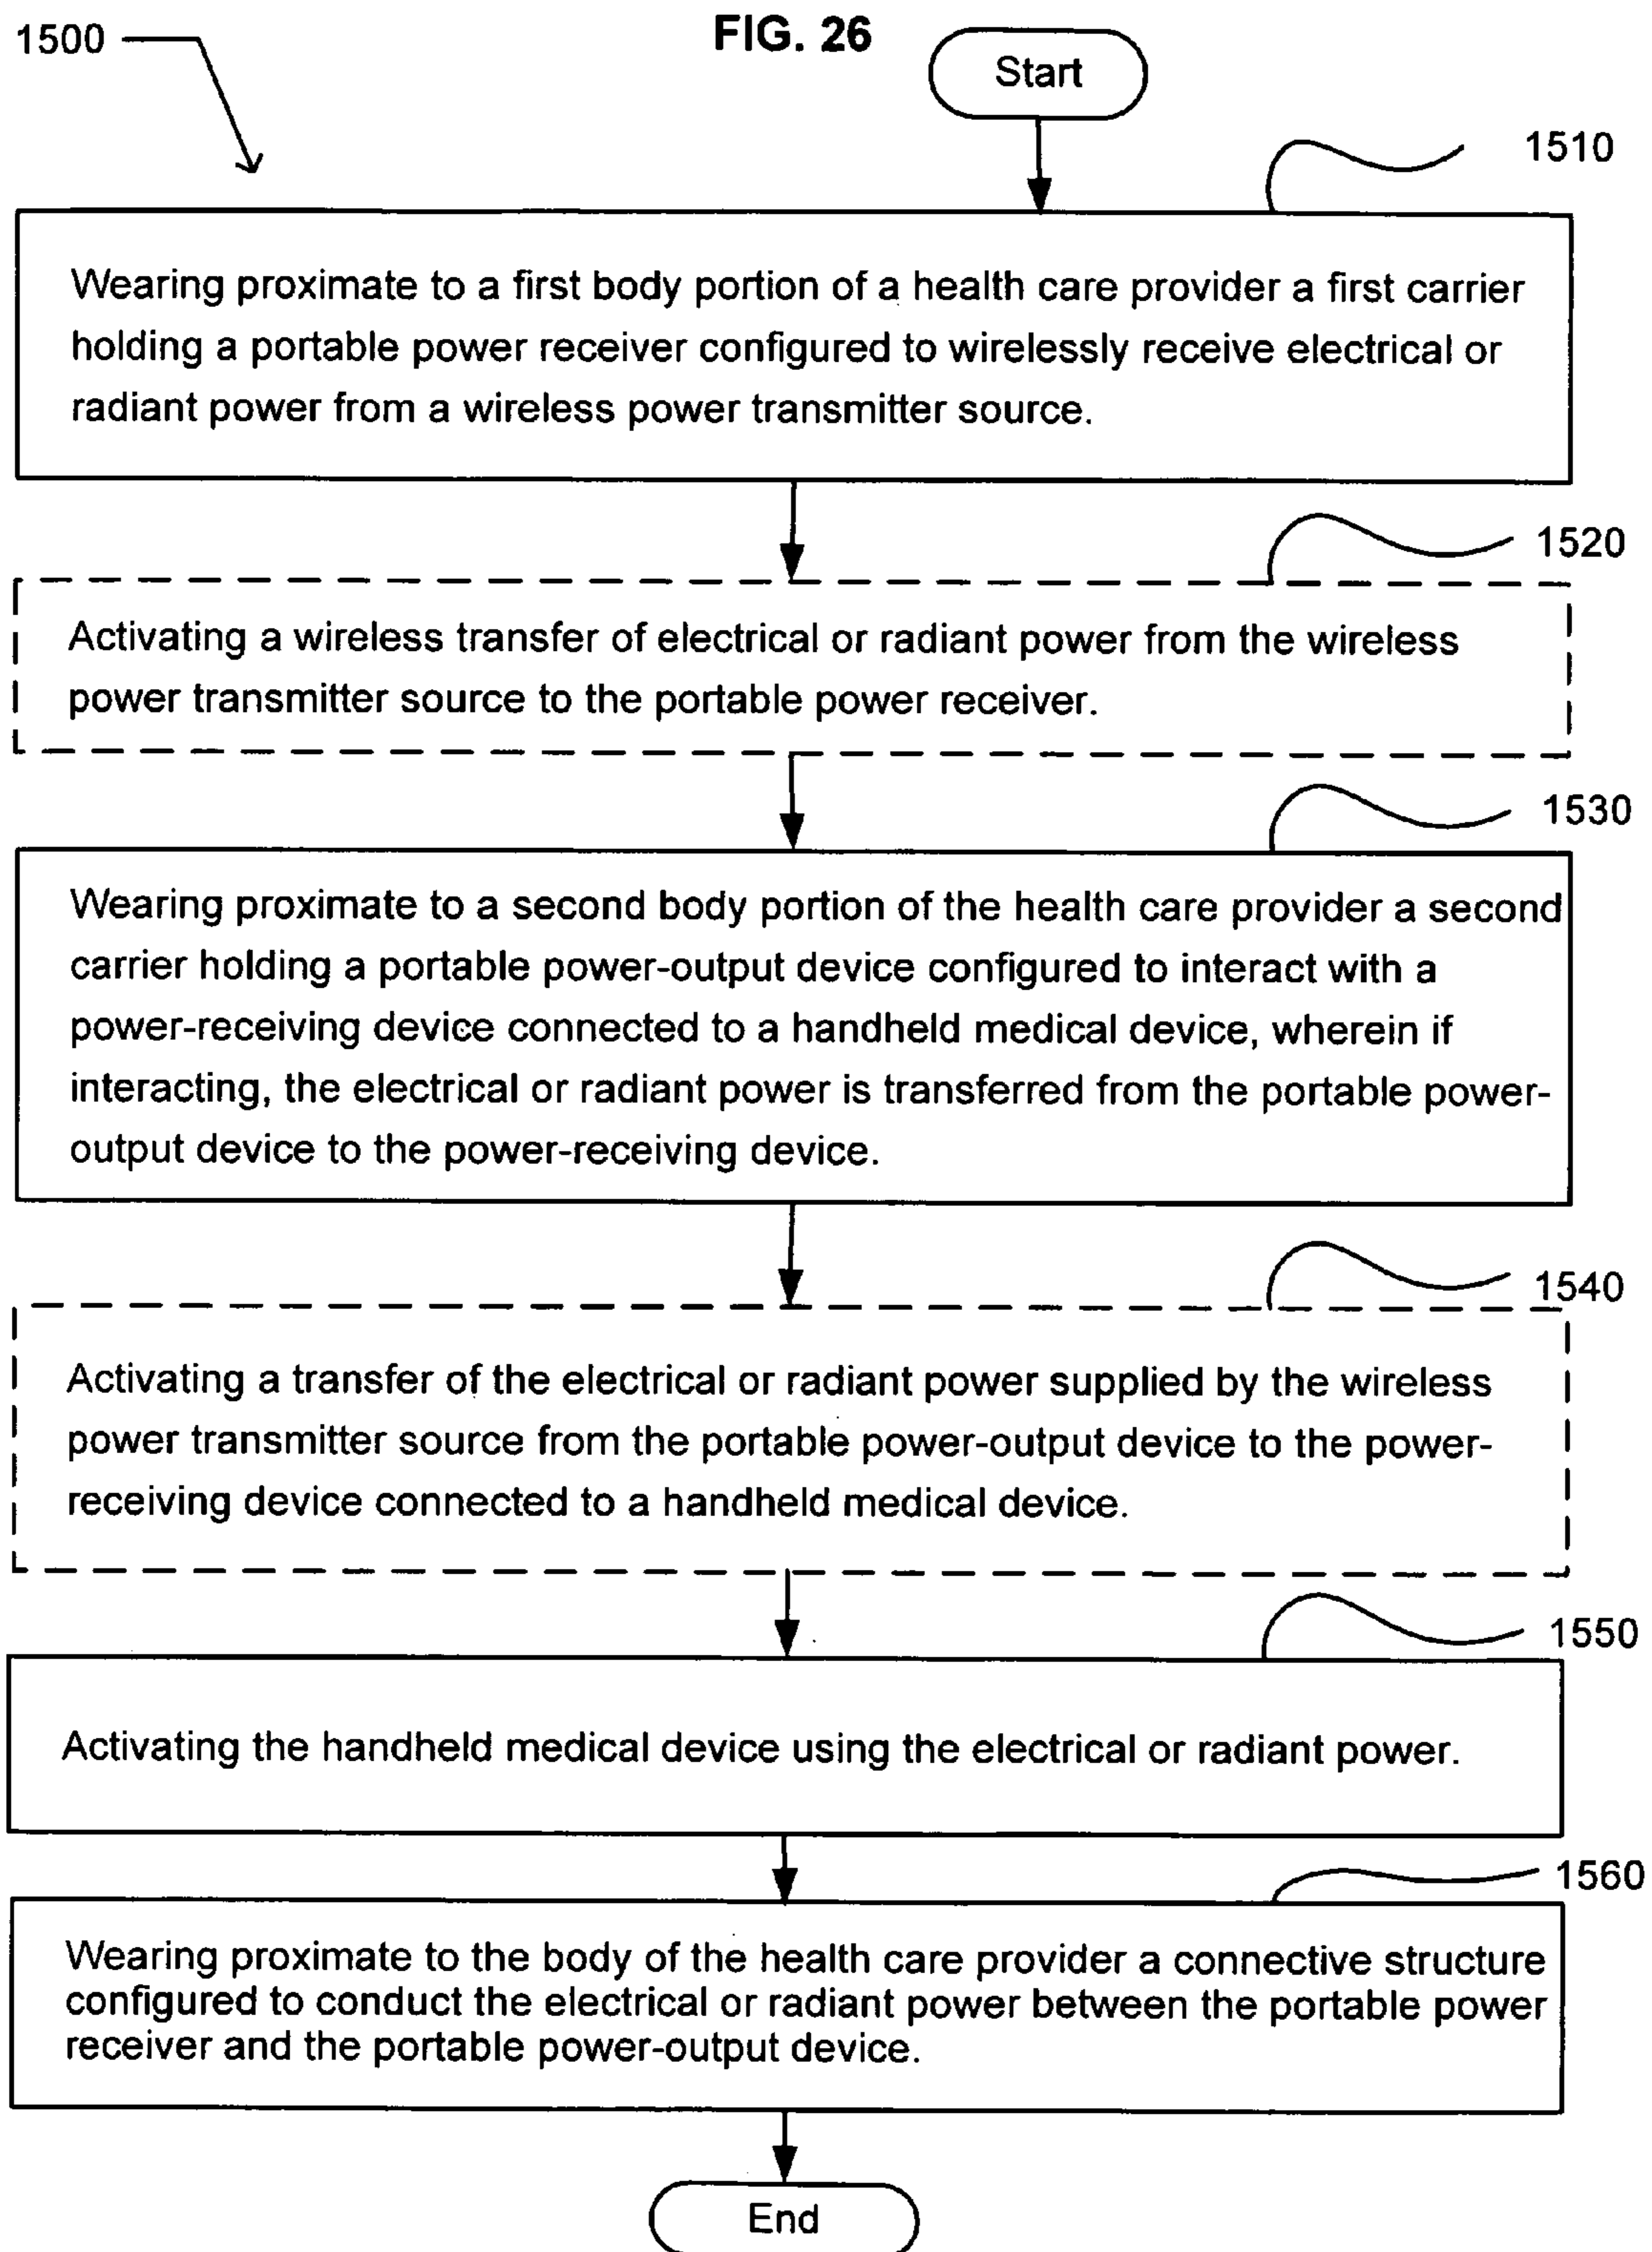 1500
FIG. 26
Start
1510
Wearing proximate to a first body portion of a health care provider a first carrier
holding a portable power receiver configured to wirelessly receive electrical or
radiant power from a wireless power transmitter source.
1520
Activating a wireless transfer of electrical or radiant power from the wireless
power transmitter source to the portable power receiver.
1530
Wearing proximate to a second body portion of the health care provider a second
carrier holding a portable power-output device configured to interact with a
power-receiving device connected to a handheld medical device, wherein if
interacting, the electrical or radiant power is transferred from the portable power-
output device to the power-receiving device.
1540
Activating a transfer of the electrical or radiant power supplied by the wireless
power transmitter source from the portable power-output device to the power-
receiving device connected to a handheld medical device.
1550
Activating the handheld medical device using the electrical or radiant power.
1560
Wearing proximate to the body of the health care provider a connective structure
configured to conduct the electrical or radiant power between the portable power
receiver and the portable power-output device.
End